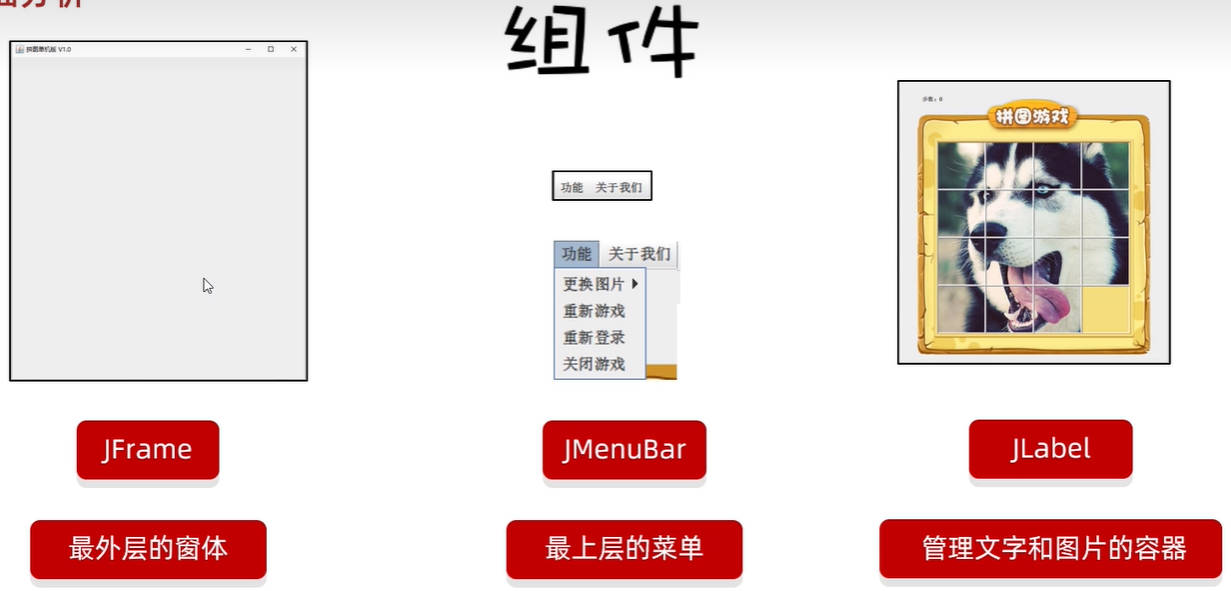 组件
拼图单机版 V1.0
功能 关于我们
功能 关于我们
更换图片
重新游戏
重新登录
关闭游戏
步数：0
拼图游戏
JFrame
JMenuBar
JLabel
最外层的窗体
最上层的菜单
管理文字和图片的容器